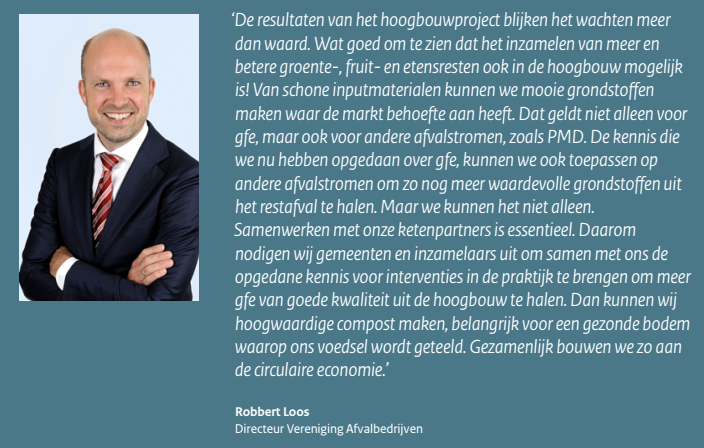 ‘De resultaten van het hoogbouwproject blijken het wachten meer
dan waard. Wat goed om te zien dat het inzamelen van meer en
betere groente-, fruit- en etensresten ook in de hoogbouw mogelijk
is! Van schone inputmaterialen kunnen we mooie grondstoffen
maken waar de markt behoefte aan heeft. Dat geldt niet alleen voor
gfe, maar ook voor andere afvalstromen, zoals PMD. De kennis die
we nu hebben opgedaan over gfe, kunnen we ook toepassen op
andere afvalstromen om zo nog meer waardevolle grondstoffen uit
het restafval te halen. Maar we kunnen het niet alleen.
Samenwerken met onze ketenpartners is essentieel. Daarom
nodigen wij gemeenten en inzamelaars uit om samen met ons de
opgedane kennis voor interventies in de praktijk te brengen om meer
gfe van goede kwaliteit uit de hoogbouw te halen. Dan kunnen wij
hoogwaardige compost maken, belangrijk voor een gezonde bodem
waarop ons voedsel wordt geteeld. Gezamenlijk bouwen we zo aan
de circulaire economie.’
Robbert Loos
Directeur Vereniging Afvalbedrijven